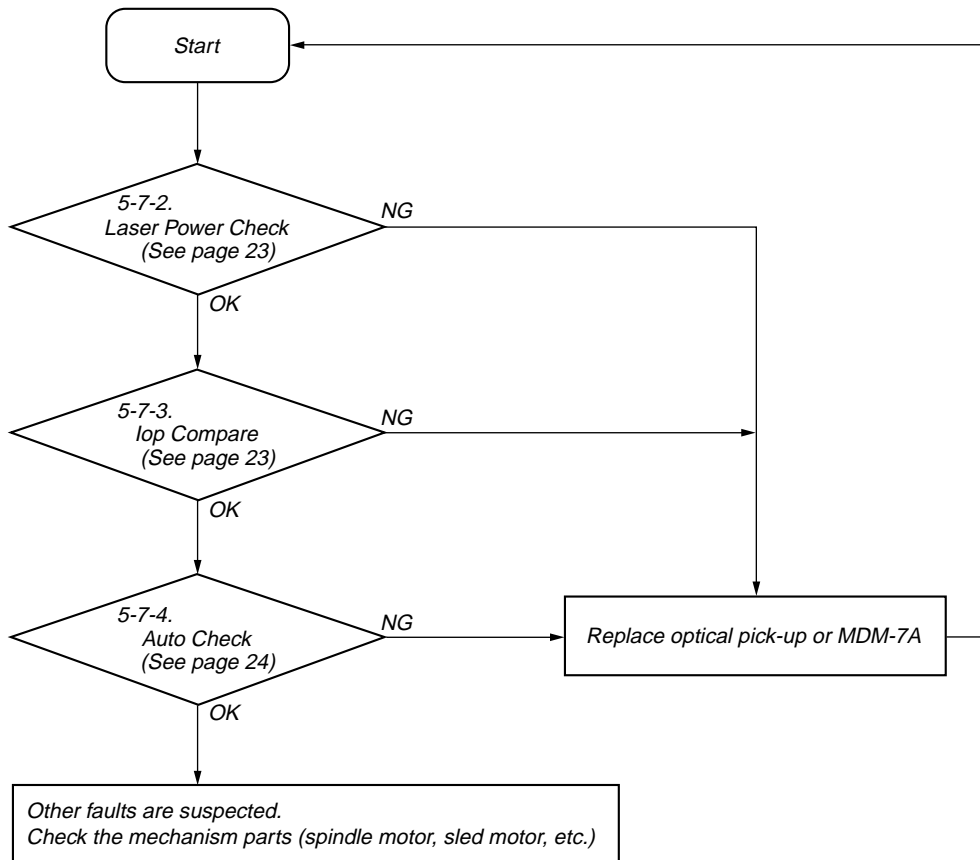 Start
5-7-2.
Laser Power Check
(See page 23)
NG
OK
5-7-3.
Iop Compare
(See page 23)
NG
OK
5-7-4.
Auto Check
(See page 24)
NG
Replace optical pick-up or MDM-7A
OK
Other faults are suspected.
Check the mechanism parts (spindle motor, sled motor, etc.)